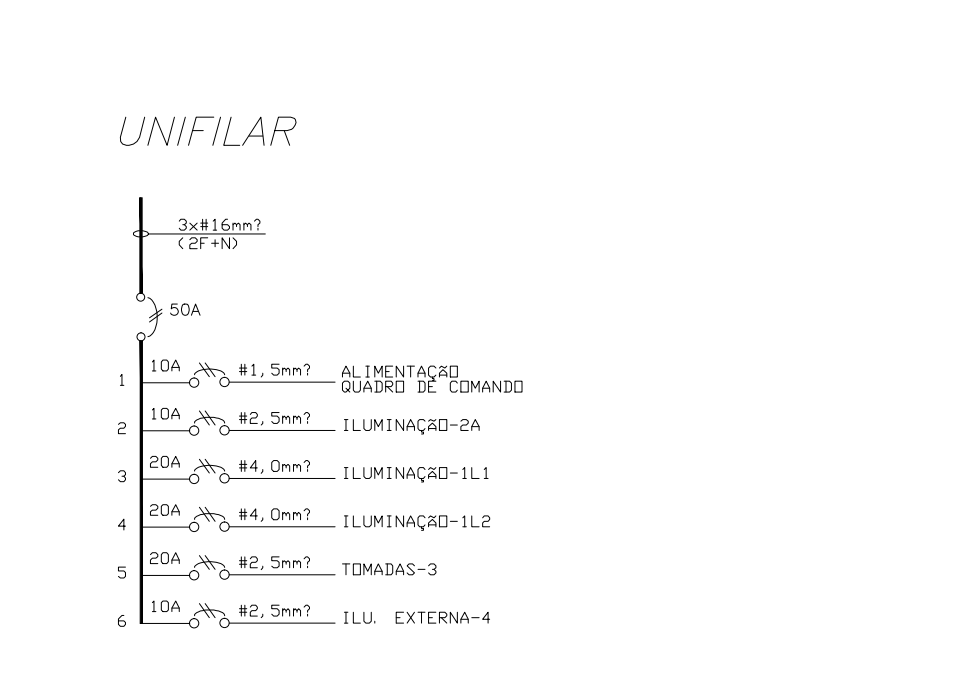 UNIFILAR
3x#16mm?
(2F+N)
50A
1 10A #1,5mm? ALIMENTAÇÃO
QUADRO DE COMANDO
2 10A #2,5mm? ILUMINAÇÃO-2A
3 20A #4,0mm? ILUMINAÇÃO-1L1
4 20A #4,0mm? ILUMINAÇÃO-1L2
5 20A #2,5mm? TOMADAS-3
6 10A #2,5mm? ILU. EXTERNA-4